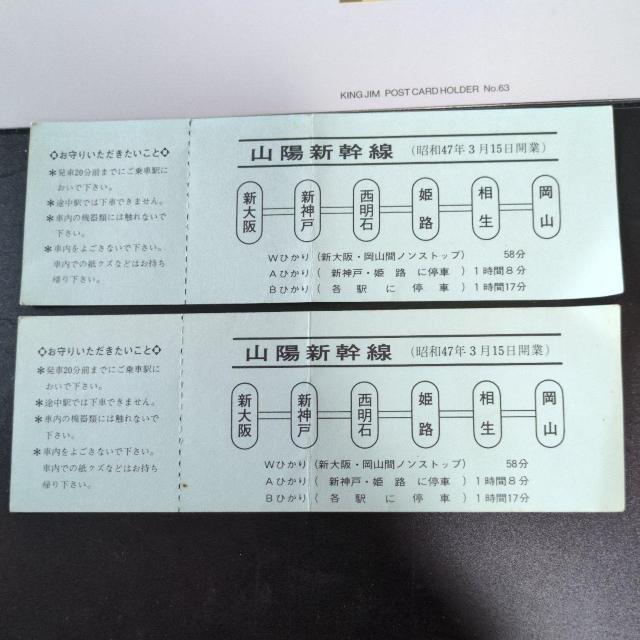 KING JIM POST CARD HOLDER No.63
◇お守りいただきたいこと◇
*発車20分前までにご乗車駅に
おいで下さい。
*途中駅では下車できません。
*車内の機器類には触れないで
下さい。
*車内をよごさないで下さい。
車内での紙クズなどはお持ち
帰り下さい。
山陽新幹線 (昭和47年3月15日開業)
新大阪 新神戸 西明石 姫路 相生 岡山
Wひかり (新大阪・岡山間ノンストップ) 58分
Aひかり ( 新神戸・姫路に停車 ) 1時間8分
Bひかり ( 各駅に停車 ) 1時間17分
◇お守りいただきたいこと◇
*発車20分前までにご乗車駅に
おいで下さい。
*途中駅では下車できません。
*車内の機器類には触れないで
下さい。
*車内をよごさないで下さい。
車内での紙クズなどはお持ち
帰り下さい。
山陽新幹線 (昭和47年3月15日開業)
新大阪 新神戸 西明石 姫路 相生 岡山
Wひかり (新大阪・岡山間ノンストップ) 58分
Aひかり ( 新神戸・姫路に停車 ) 1時間8分
Bひかり ( 各駅に停車 ) 1時間17分